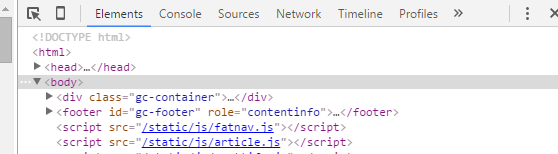 Elements Console Sources Network Timeline Profiles »
<!DOCTYPE html>
<html>
<head>…</head>
<body>
<div class="gc-container">…</div>
<footer id="gc-footer" role="contentinfo">…</footer>
<script src="/static/js/fatnav.js"></script>
<script src="/static/js/article.js"></script>